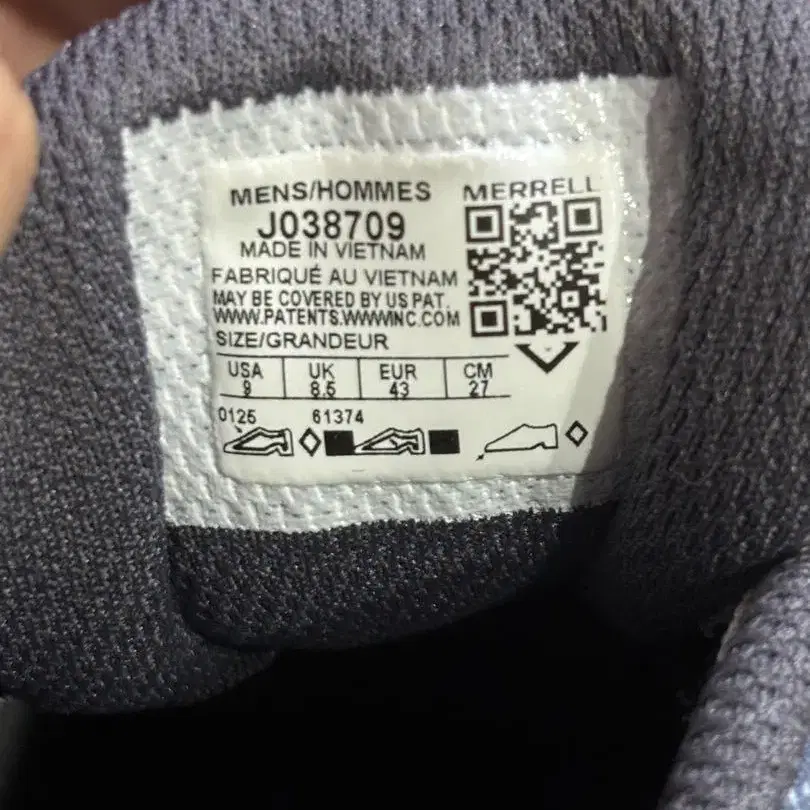 MENS/HOMMES
MERRELL
J038709
MADE IN VIETNAM
FABRIQUÉ AU VIETNAM
MAY BE COVERED BY US PAT.
WWW.PATENTS.WWWINC.COM
SIZE/GRANDEUR
USA UK EUR CM
9 8.5 43 27
0125 61374